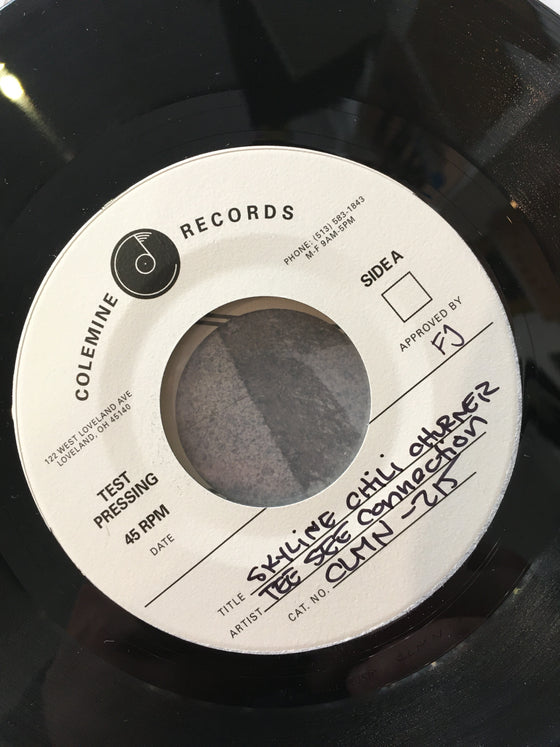 COLEMINE RECORDS
PHONE: (513) 583-1843
M-F 9AM-5PM
SIDE A
APPROVED BY
FJ
122 WEST LOVELAND AVE
LOVELAND, OH 45140
TEST
PRESSING
45 RPM
DATE
TITLE SKYLINE CHILI CHURNER
ARTIST TEE SEE CONNECTION
CAT. NO. CLMN-215